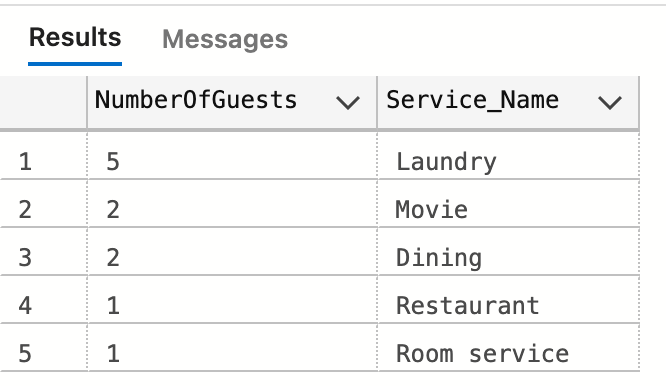 Results Messages
NumberOfGuests Service_Name
1 5 Laundry
2 2 Movie
3 2 Dining
4 1 Restaurant
5 1 Room service